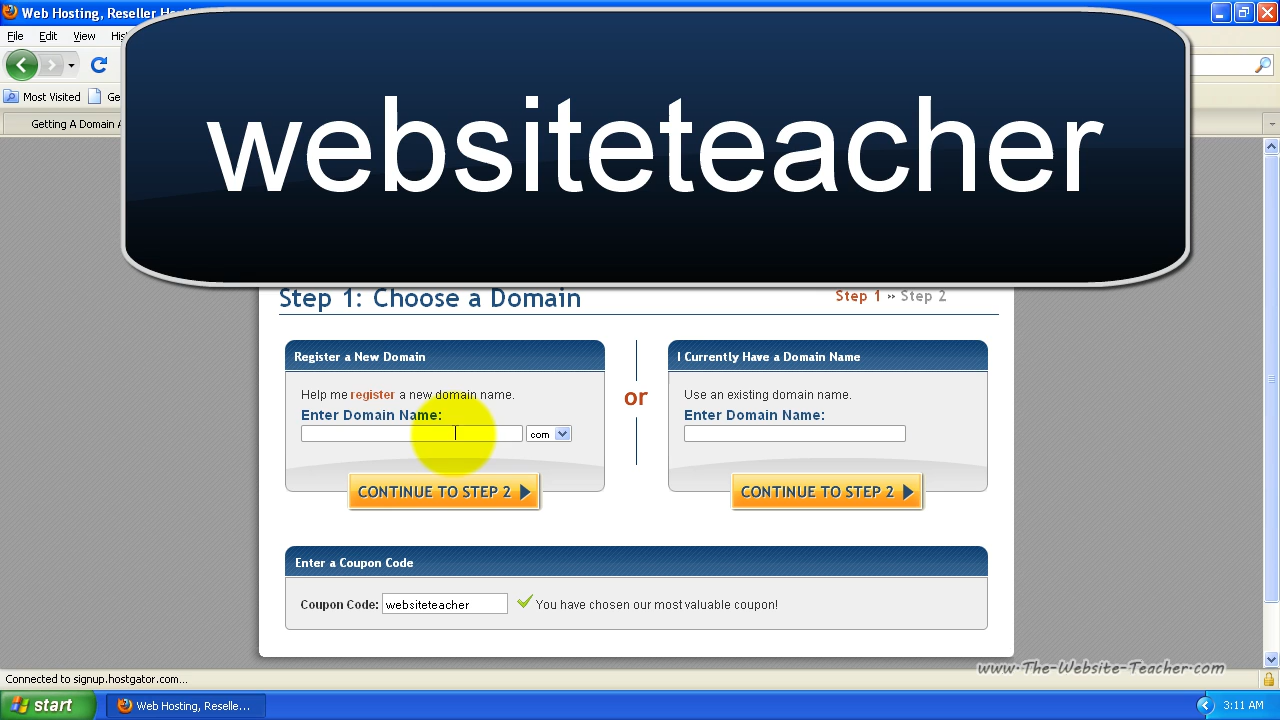 Web Hosting, Reseller Hosti
File Edit View His
Most Visited Ge
Getting A Domain A
websiteteacher
Step 1: Choose a Domain
Step 1 ›› Step 2
Register a New Domain
Help me register a new domain name.
Enter Domain Name:
com
CONTINUE TO STEP 2
or
I Currently Have a Domain Name
Use an existing domain name.
Enter Domain Name:
CONTINUE TO STEP 2
Enter a Coupon Code
Coupon Code: websiteteacher You have chosen our most valuable coupon!
www.The-Website-Teacher.com
Connected to signup.hostgator.com...
start Web Hosting, Reselle... 3:11 AM